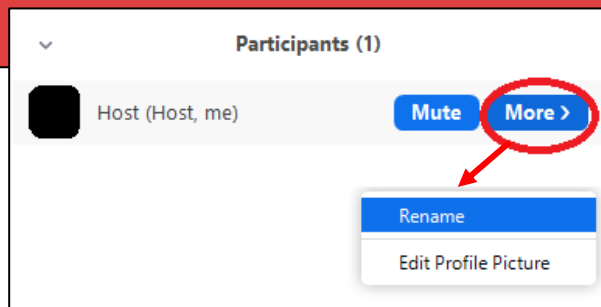 Participants (1)
Host (Host, me) Mute More >
Rename
Edit Profile Picture